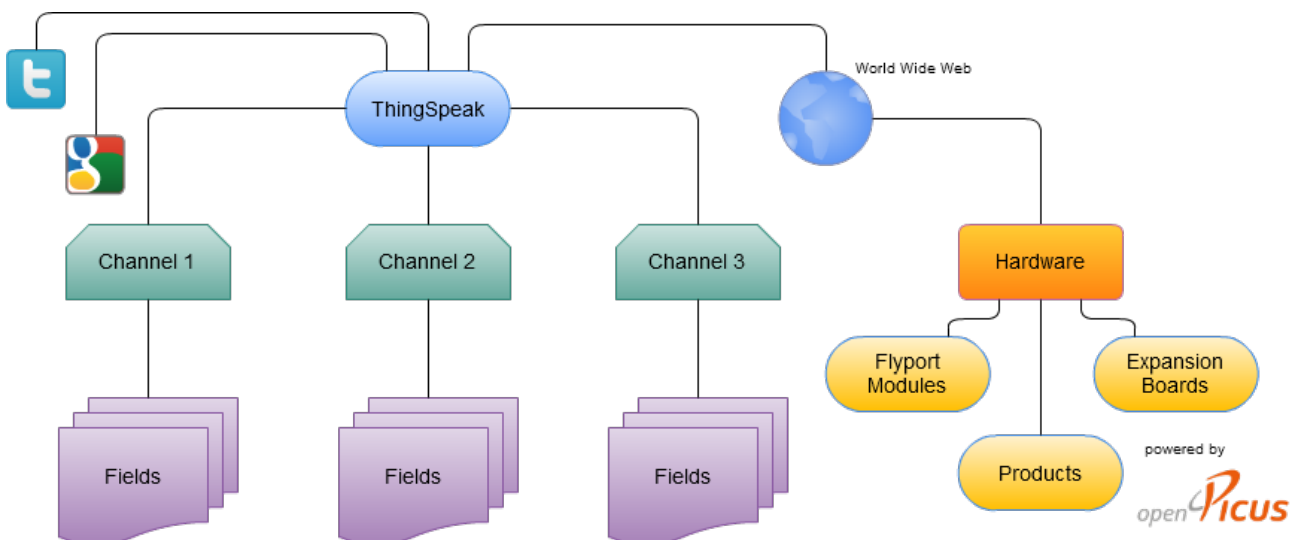 World Wide Web
ThingSpeak
Channel 1
Channel 2
Channel 3
Hardware
Flyport
Modules
Expansion
Boards
Products
Fields
Fields
Fields
powered by
openPicus